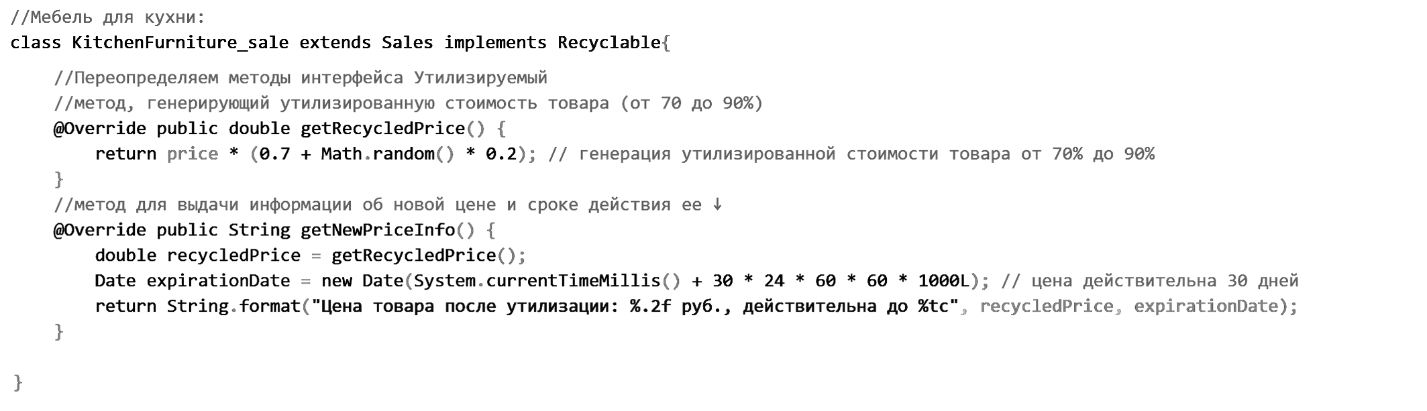 //Мебель для кухни:
class KitchenFurniture_sale extends Sales implements Recyclable{
//Переопределяем методы интерфейса Утилизируемый
//метод, генерирующий утилизированную стоимость товара (от 70 до 90%)
@Override public double getRecycledPrice() {
return price * (0.7 + Math.random() * 0.2); // генерация утилизированной стоимости товара от 70% до 90%
}
//метод для выдачи информации об новой цене и сроке действия ее ↓
@Override public String getNewPriceInfo() {
double recycledPrice = getRecycledPrice();
Date expirationDate = new Date(System.currentTimeMillis() + 30 * 24 * 60 * 60 * 1000L); // цена действительна 30 дней
return String.format("Цена товара после утилизации: %.2f руб., действительна до %tc", recycledPrice, expirationDate);
}
}